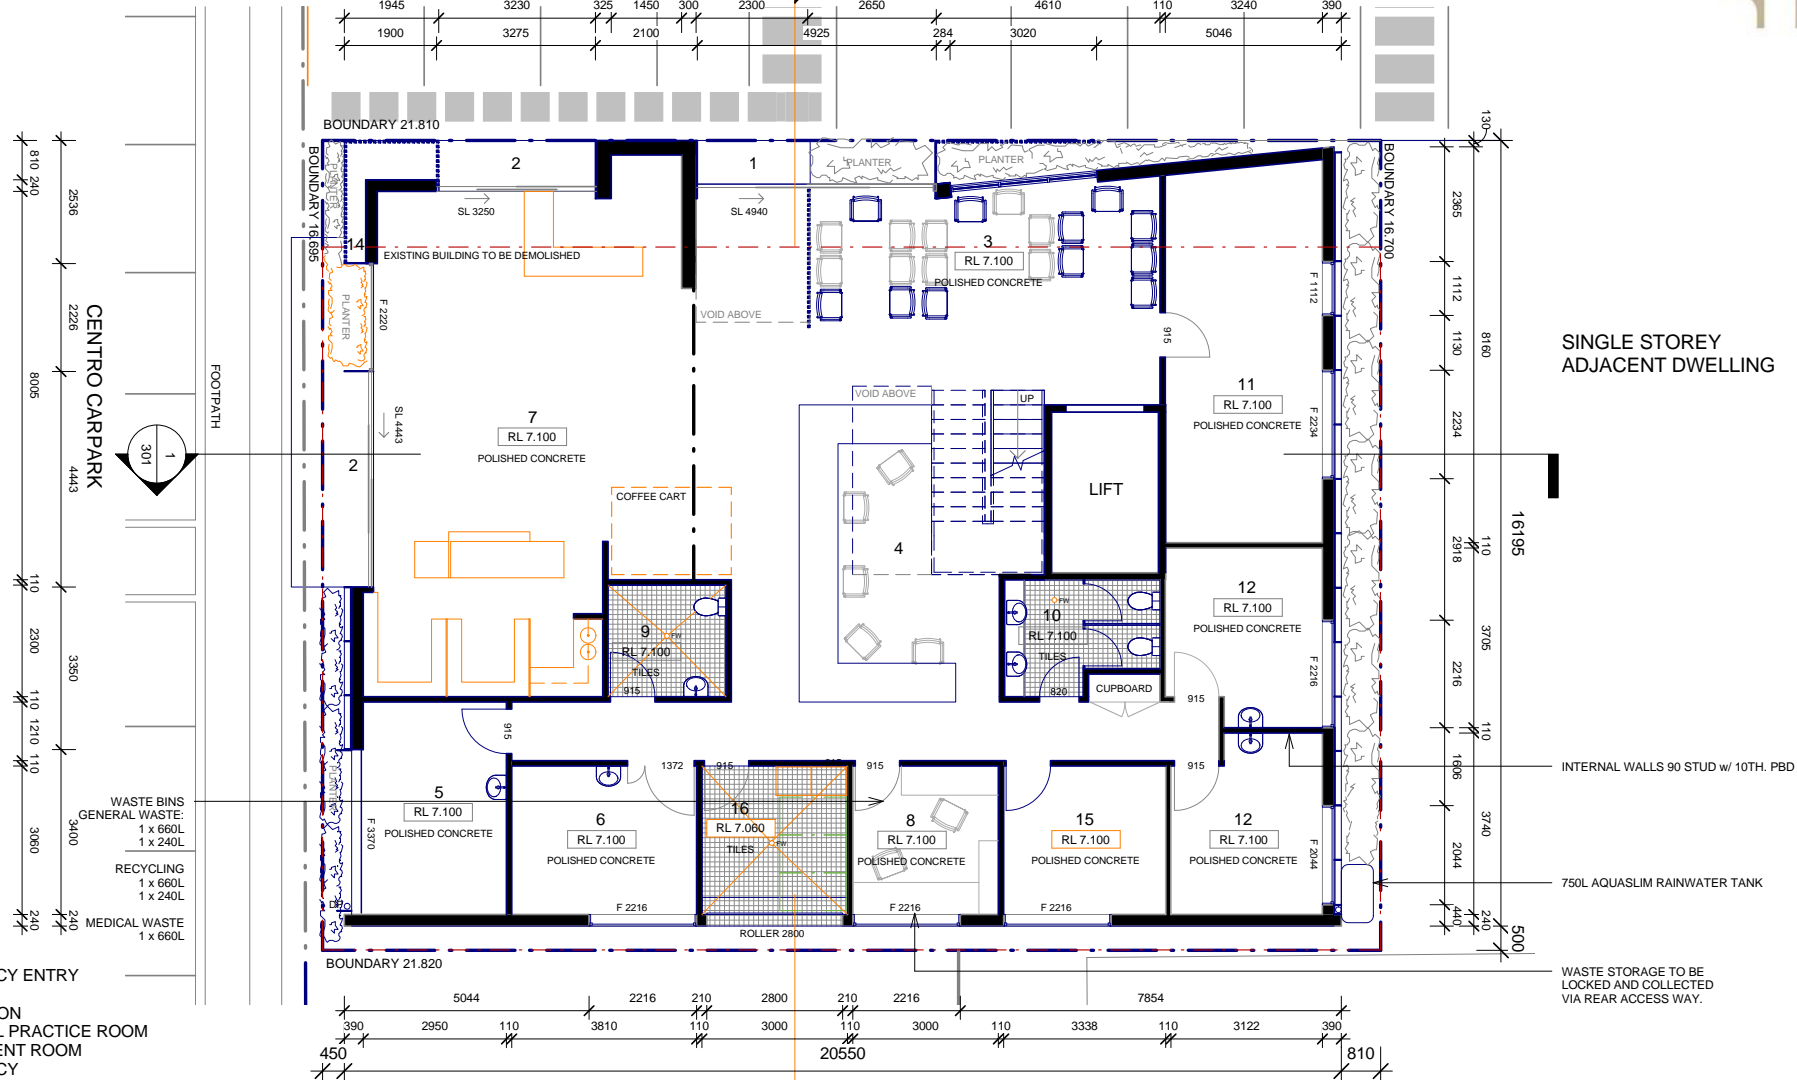 1945 3230 325 1450 300 2300 2650 4610 110 3240 390
1900 3275 2100 4925 284 3020 5046
BOUNDARY 21.810
BOUNDARY 16.695
BOUNDARY 16.700
PLANTER
PLANTER
PLANTER
PLANTER
PLANTER
2
1
SL 3250
SL 4940
14
EXISTING BUILDING TO BE DEMOLISHED
3
RL 7.100
POLISHED CONCRETE
F 2220
VOID ABOVE
915
F 1112
11
RL 7.100
POLISHED CONCRETE
F 2234
VOID ABOVE
UP
LIFT
SL 4443
7
RL 7.100
POLISHED CONCRETE
2
COFFEE CART
4
9
FW
RL 7.100
TILES
915
10
FW
RL 7.100
TILES
820
CUPBOARD
12
RL 7.100
POLISHED CONCRETE
F 2216
915
915
5
RL 7.100
POLISHED CONCRETE
F 3370
DP
1372
6
RL 7.100
POLISHED CONCRETE
F 2216
915
16
RL 7.060
FW
TILES
ROLLER 2800
915
8
RL 7.100
POLISHED CONCRETE
F 2216
15
RL 7.100
POLISHED CONCRETE
F 2216
915
12
RL 7.100
POLISHED CONCRETE
F 2044
BOUNDARY 21.820
5044 2216 210 2800 210 2216 7854
390 2950 110 3810 110 3000 110 3000 110 3338 110 3122 390
450 20550 810
810 240 8005 110 2300 110 1210 110 3060 240
2536 2226 4443 3350 3400 240
CENTRO CARPARK
FOOTPATH
1
301
WASTE BINS
GENERAL WASTE:
1 x 660L
1 x 240L
RECYCLING
1 x 660L
1 x 240L
MEDICAL WASTE
1 x 660L
CY ENTRY
ON
L PRACTICE ROOM
ENT ROOM
CY
2365 1112 1130 2234 2918 2216 1606 2044 440
130 8160 110 3705 110 3740 240
16195 500
SINGLE STOREY
ADJACENT DWELLING
INTERNAL WALLS 90 STUD w/ 10TH. PBD
750L AQUASLIM RAINWATER TANK
WASTE STORAGE TO BE
LOCKED AND COLLECTED
VIA REAR ACCESS WAY.